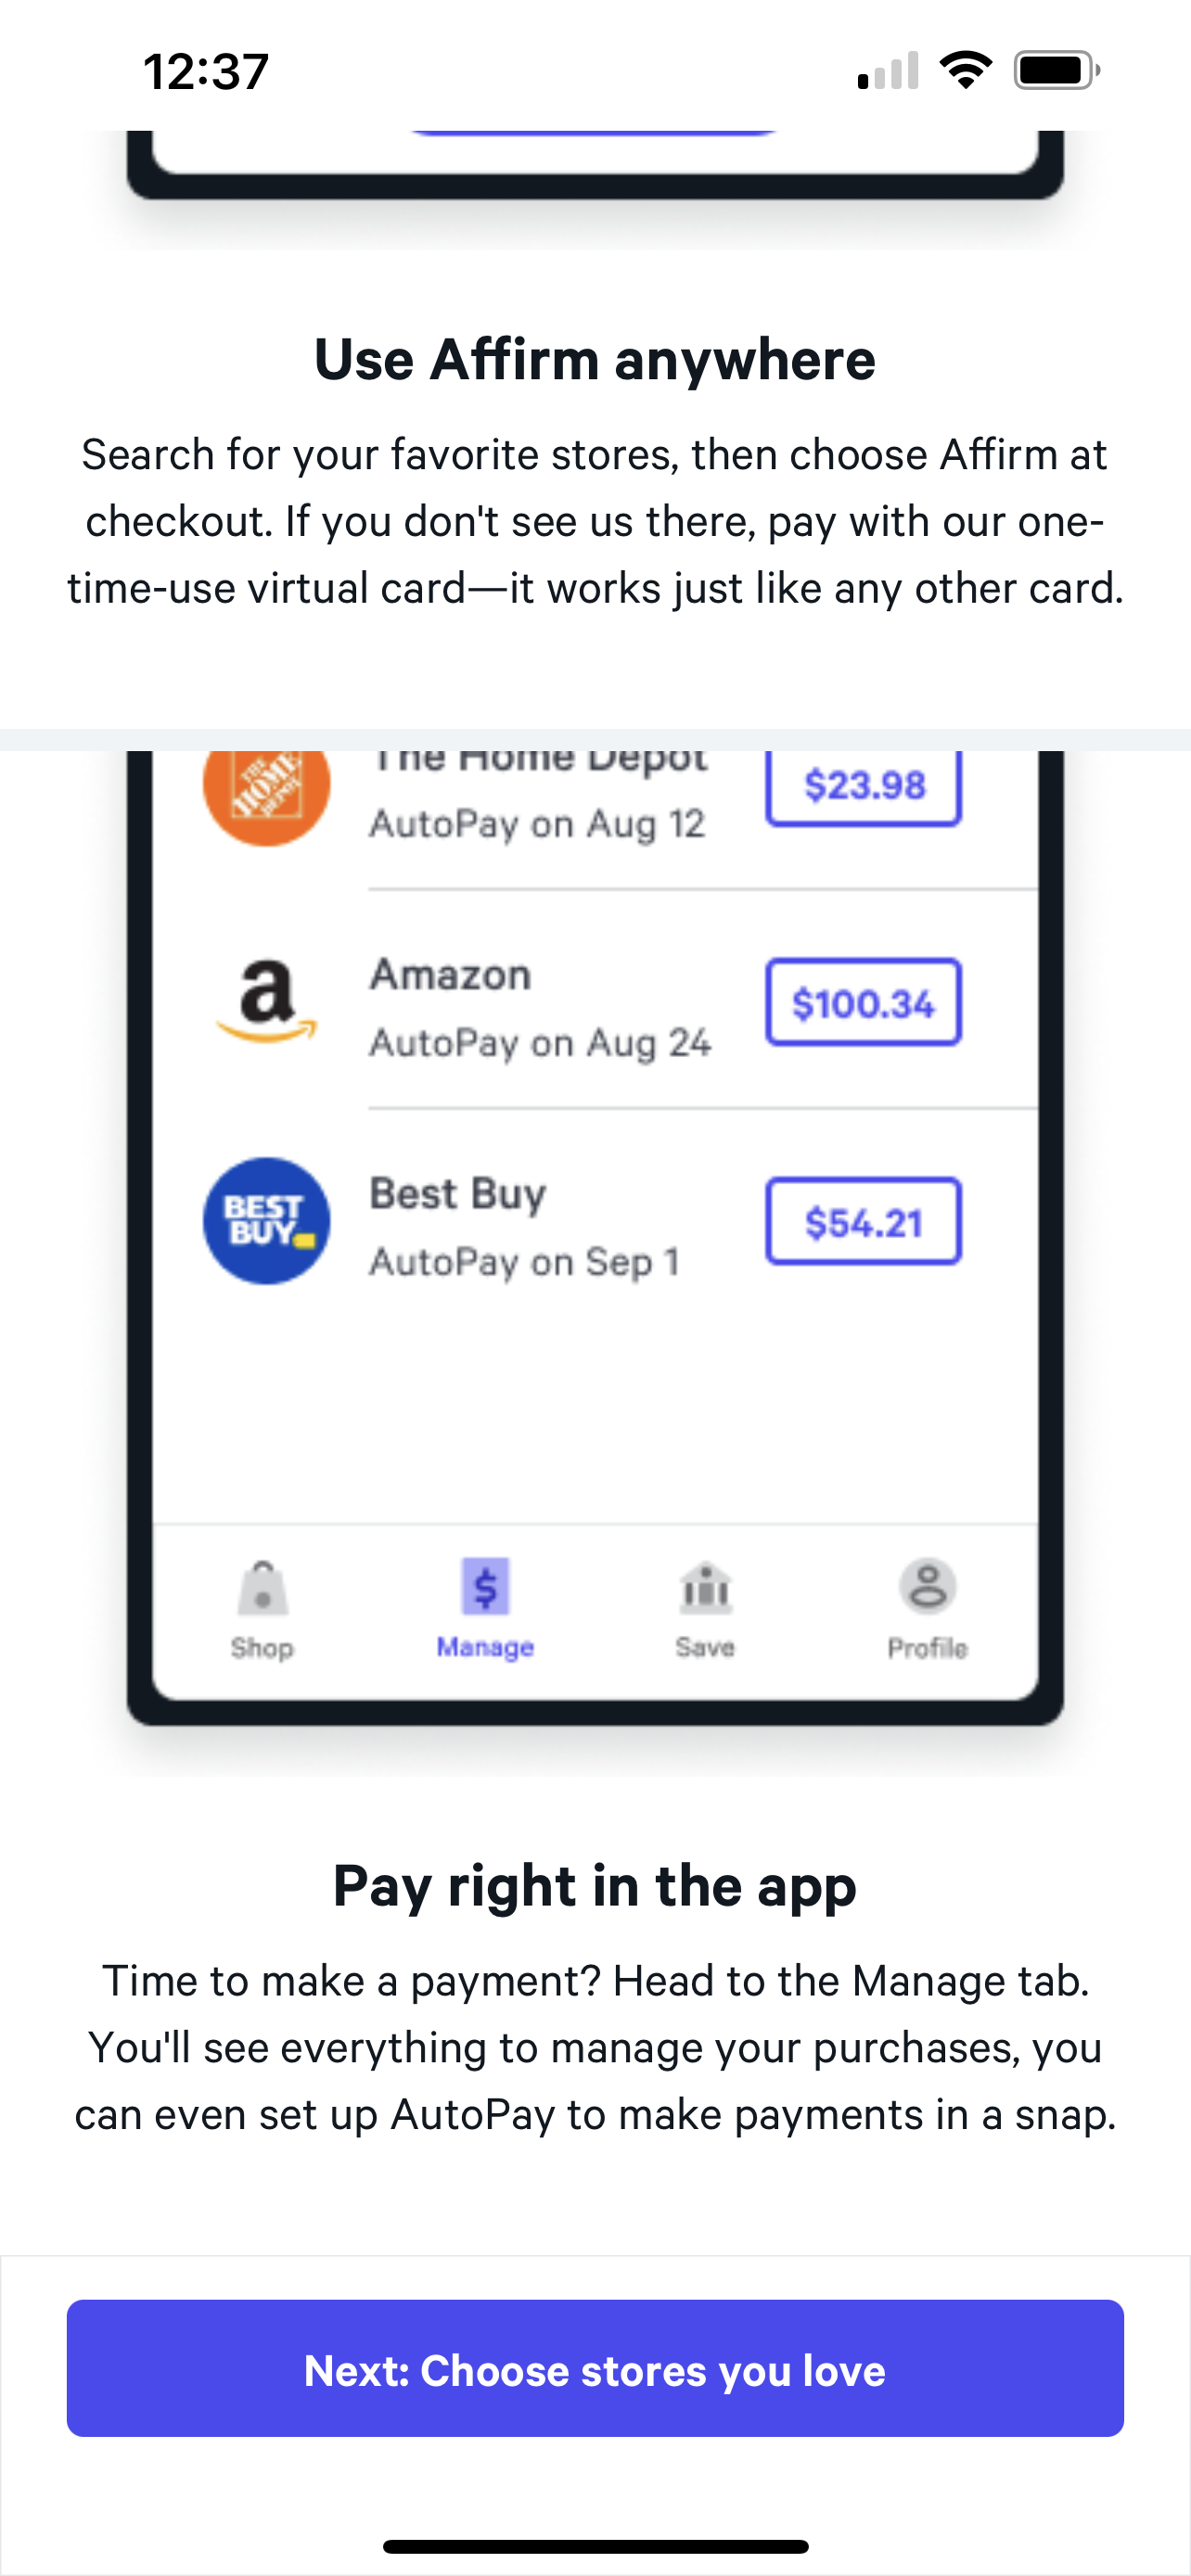 12:37
Use Affirm anywhere
Search for your favorite stores, then choose Affirm at
checkout. If you don't see us there, pay with our one-
time-use virtual card—it works just like any other card.
THE
HOME
DEPOT
The Home Depot
$23.98
AutoPay on Aug 12
a
Amazon
$100.34
AutoPay on Aug 24
BEST
BUY
Best Buy
$54.21
AutoPay on Sep 1
$
Shop
Manage
Save
Profile
Pay right in the app
Time to make a payment? Head to the Manage tab.
You'll see everything to manage your purchases, you
can even set up AutoPay to make payments in a snap.
Next: Choose stores you love